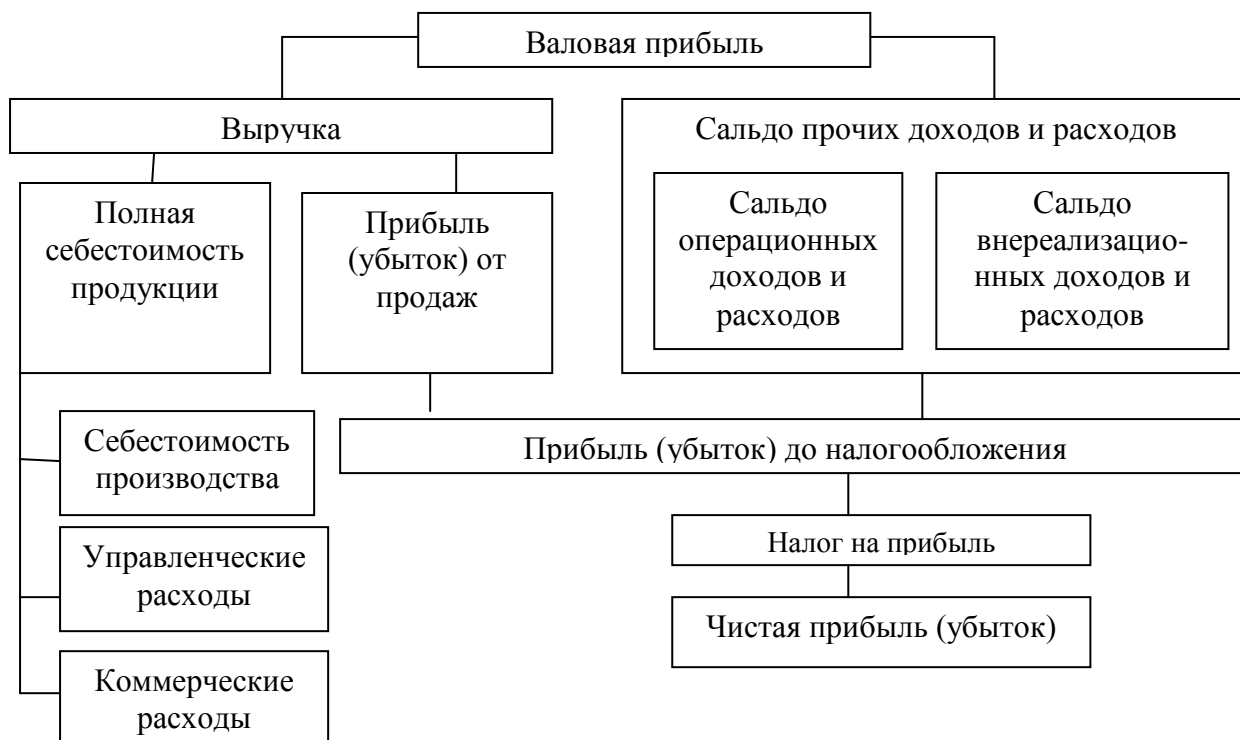 Валовая прибыль
Выручка
Сальдо прочих доходов и расходов
Полная
себестоимость
продукции
Прибыль
(убыток) от
продаж
Сальдо
операционных
доходов и
расходов
Сальдо
внереализацио-
нных доходов и
расходов
Себестоимость
производства
Прибыль (убыток) до налогообложения
Управленческие
расходы
Налог на прибыль
Чистая прибыль (убыток)
Коммерческие
расходы